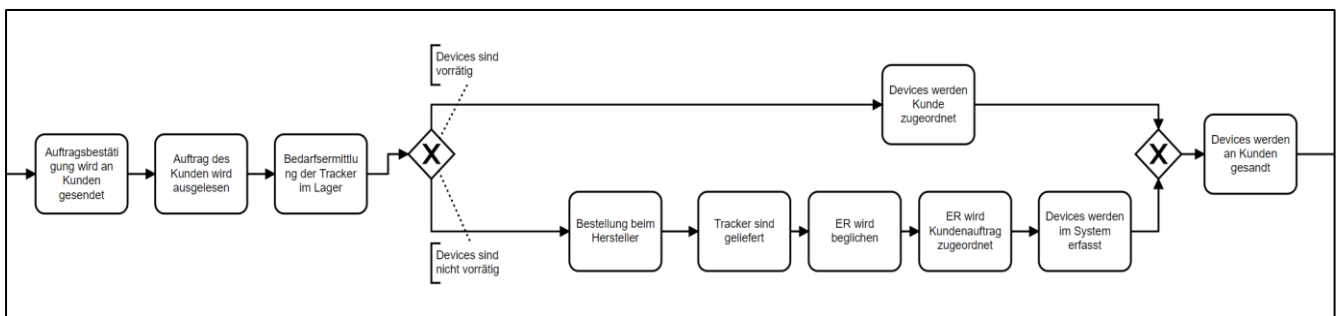 Devices sind
vorrätig
Devices werden
Kunde
zugeordnet
Auftragsbestäti
gung wird an
Kunden
gesendet
Auftrag des
Kunden wird
ausgelesen
Bedarfsermittlu
ng der Tracker
im Lager
X
X
Devices werden
an Kunden
gesandt
Bestellung beim
Hersteller
Tracker sind
geliefert
ER wird
beglichen
ER wird
Kundenauftrag
zugeordnet
Devices werden
im System
erfasst
Devices sind
nicht vorrätig